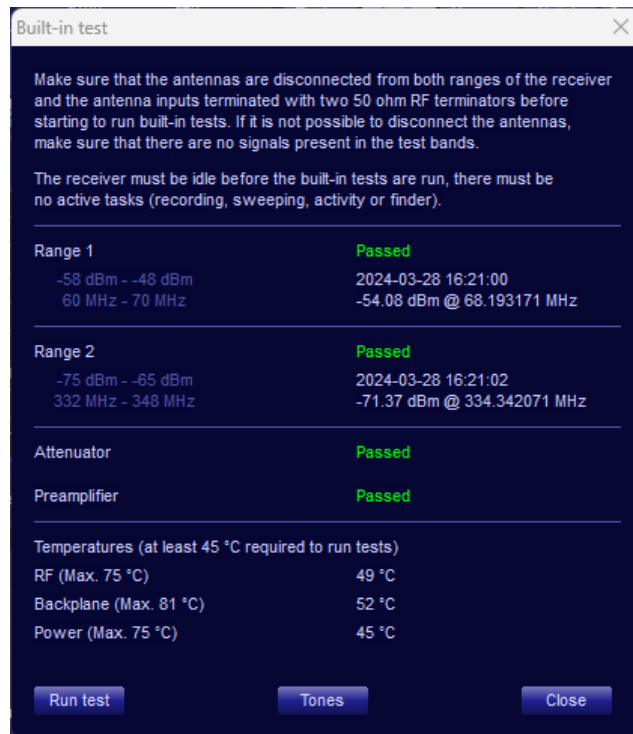 Built-in test
Make sure that the antennas are disconnected from both ranges of the receiver
and the antenna inputs terminated with two 50 ohm RF terminators before
starting to run built-in tests. If it is not possible to disconnect the antennas,
make sure that there are no signals present in the test bands.
The receiver must be idle before the built-in tests are run, there must be
no active tasks (recording, sweeping, activity or finder).
Range 1 Passed
-58 dBm - -48 dBm 2024-03-28 16:21:00
60 MHz - 70 MHz -54.08 dBm @ 68.193171 MHz
Range 2 Passed
-75 dBm - -65 dBm 2024-03-28 16:21:02
332 MHz - 348 MHz -71.37 dBm @ 334.342071 MHz
Attenuator Passed
Preamplifier Passed
Temperatures (at least 45 °C required to run tests)
RF (Max. 75 °C) 49 °C
Backplane (Max. 81 °C) 52 °C
Power (Max. 75 °C) 45 °C
Run test Tones Close